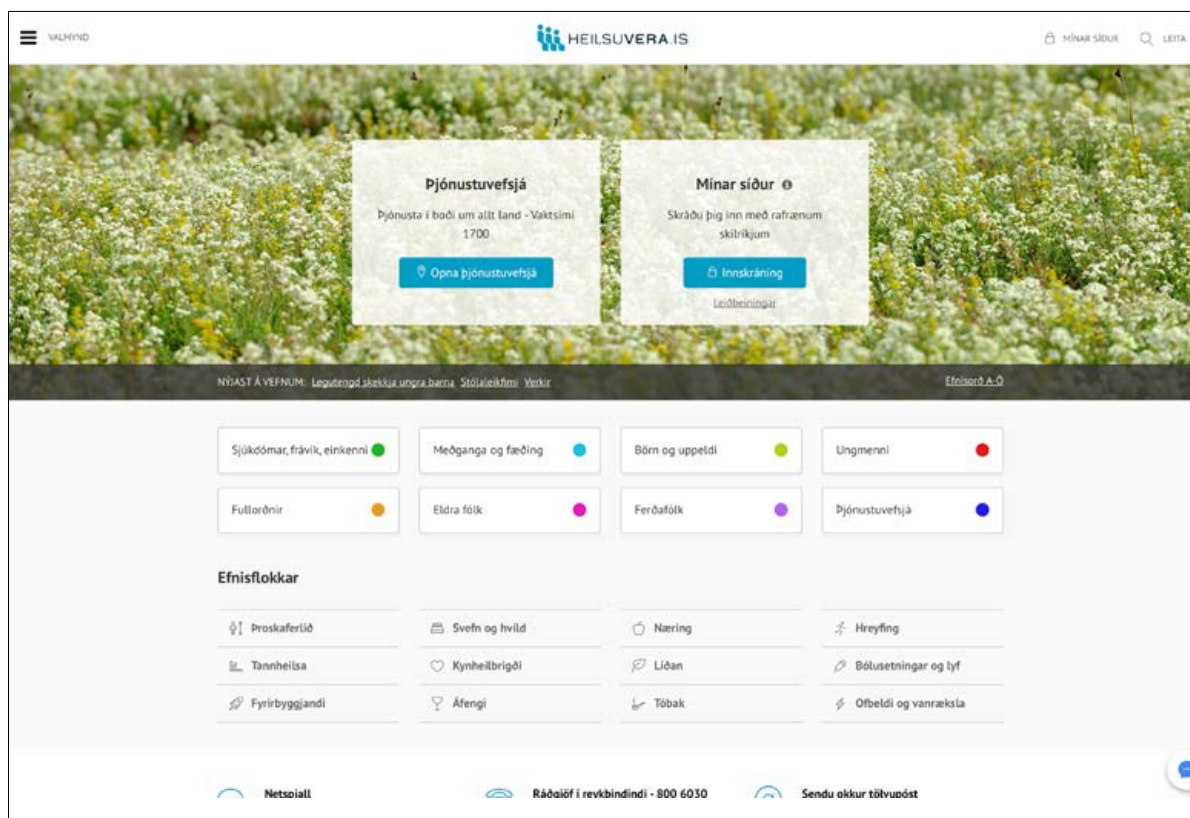 VALMYND
HEILSUVERA.IS
MÍNAR SÍÐUR
LEITA
Þjónustuvefsjá
Þjónusta í boði um allt land - Vaktsími
1700
Opna þjónustuvefsjá
Mínar síður
Skráðu þig inn með rafrænum
skilríkjum
Innskráning
Leiðbeiningar
NÝJAST Á VEFNUM: Legutengd skekkja ungra barna Stólaleikfimi Verkir
Efnisorð A-Ö
Sjúkdómar, frávik, einkenni
Meðganga og fæðing
Börn og uppeldi
Ungmenni
Fullorðnir
Eldra fólk
Ferðafólk
Þjónustuvefsjá
Efnisflokkar
Þroskaferlið
Svefn og hvíld
Næring
Hreyfing
Tannheilsa
Kynheilbrigði
Líðan
Bólusetningar og lyf
Fyrirbyggjandi
Áfengi
Tóbak
Ofbeldi og vanræksla
Netspjall
Ráðgjöf í reykbindindi - 800 6030
Sendu okkur tölvupóst